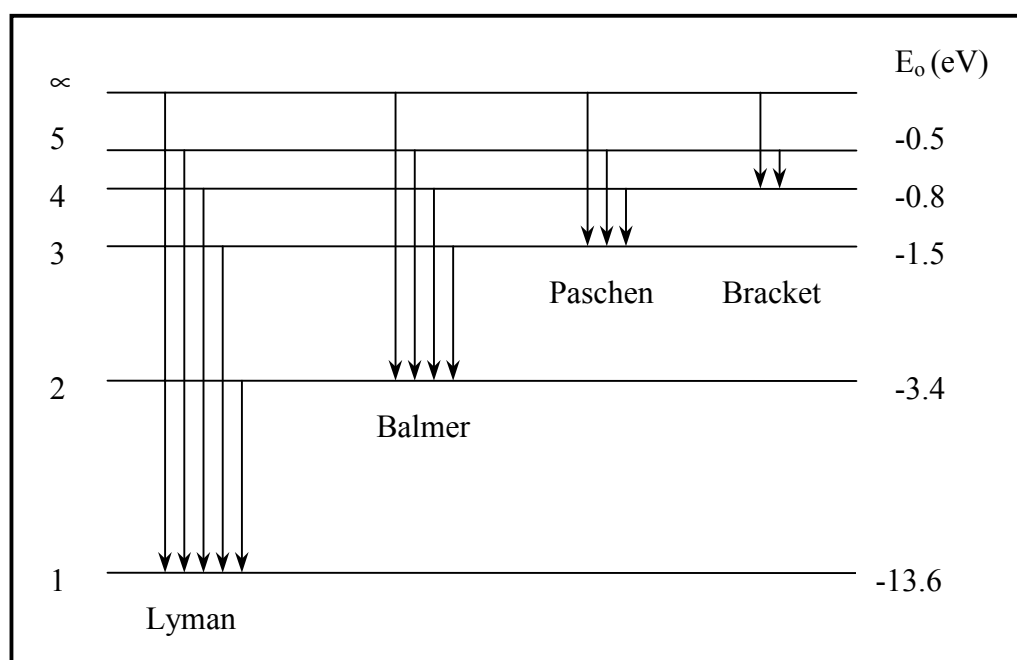 E₀ (eV)
∝
5 -0.5
4 -0.8
3 -1.5
Paschen Bracket
2 -3.4
Balmer
1 -13.6
Lyman